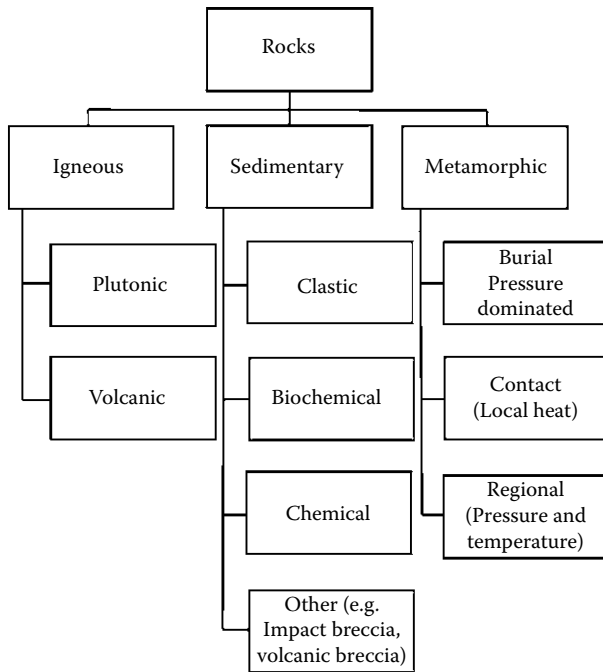 Rocks
Igneous
Sedimentary
Metamorphic
Plutonic
Volcanic
Clastic
Biochemical
Chemical
Other (e.g.
Impact breccia,
volcanic breccia)
Burial
Pressure
dominated
Contact
(Local heat)
Regional
(Pressure and
temperature)